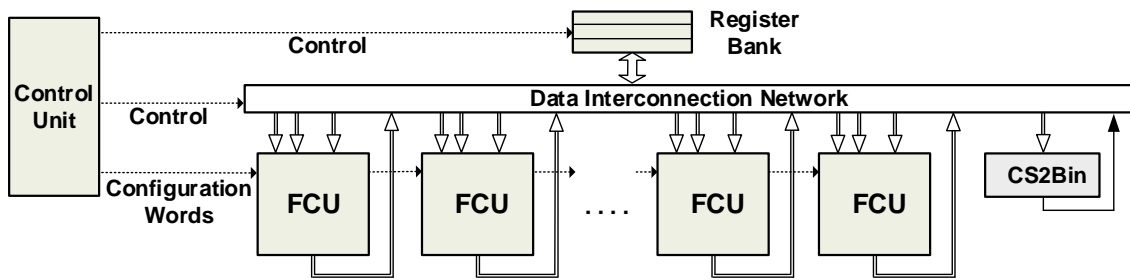 Control
Unit
Control
Register
Bank
Control
Data Interconnection Network
Configuration
Words
FCU
FCU
. . . .
FCU
FCU
CS2Bin